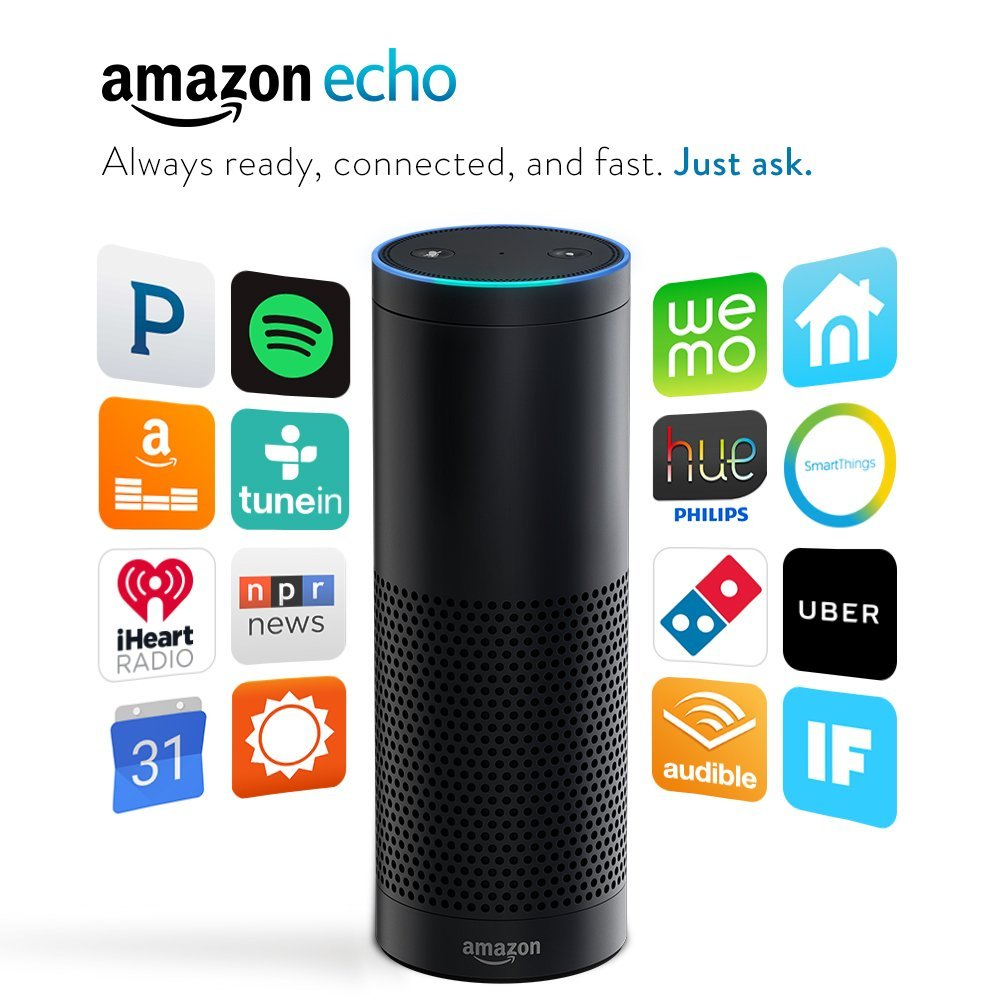 amazon echo
Always ready, connected, and fast. Just ask.
P
a
tunein
iHeart
RADIO
npr
news
31
we
mo
hue
PHILIPS
SmartThings
UBER
audible
IF
amazon